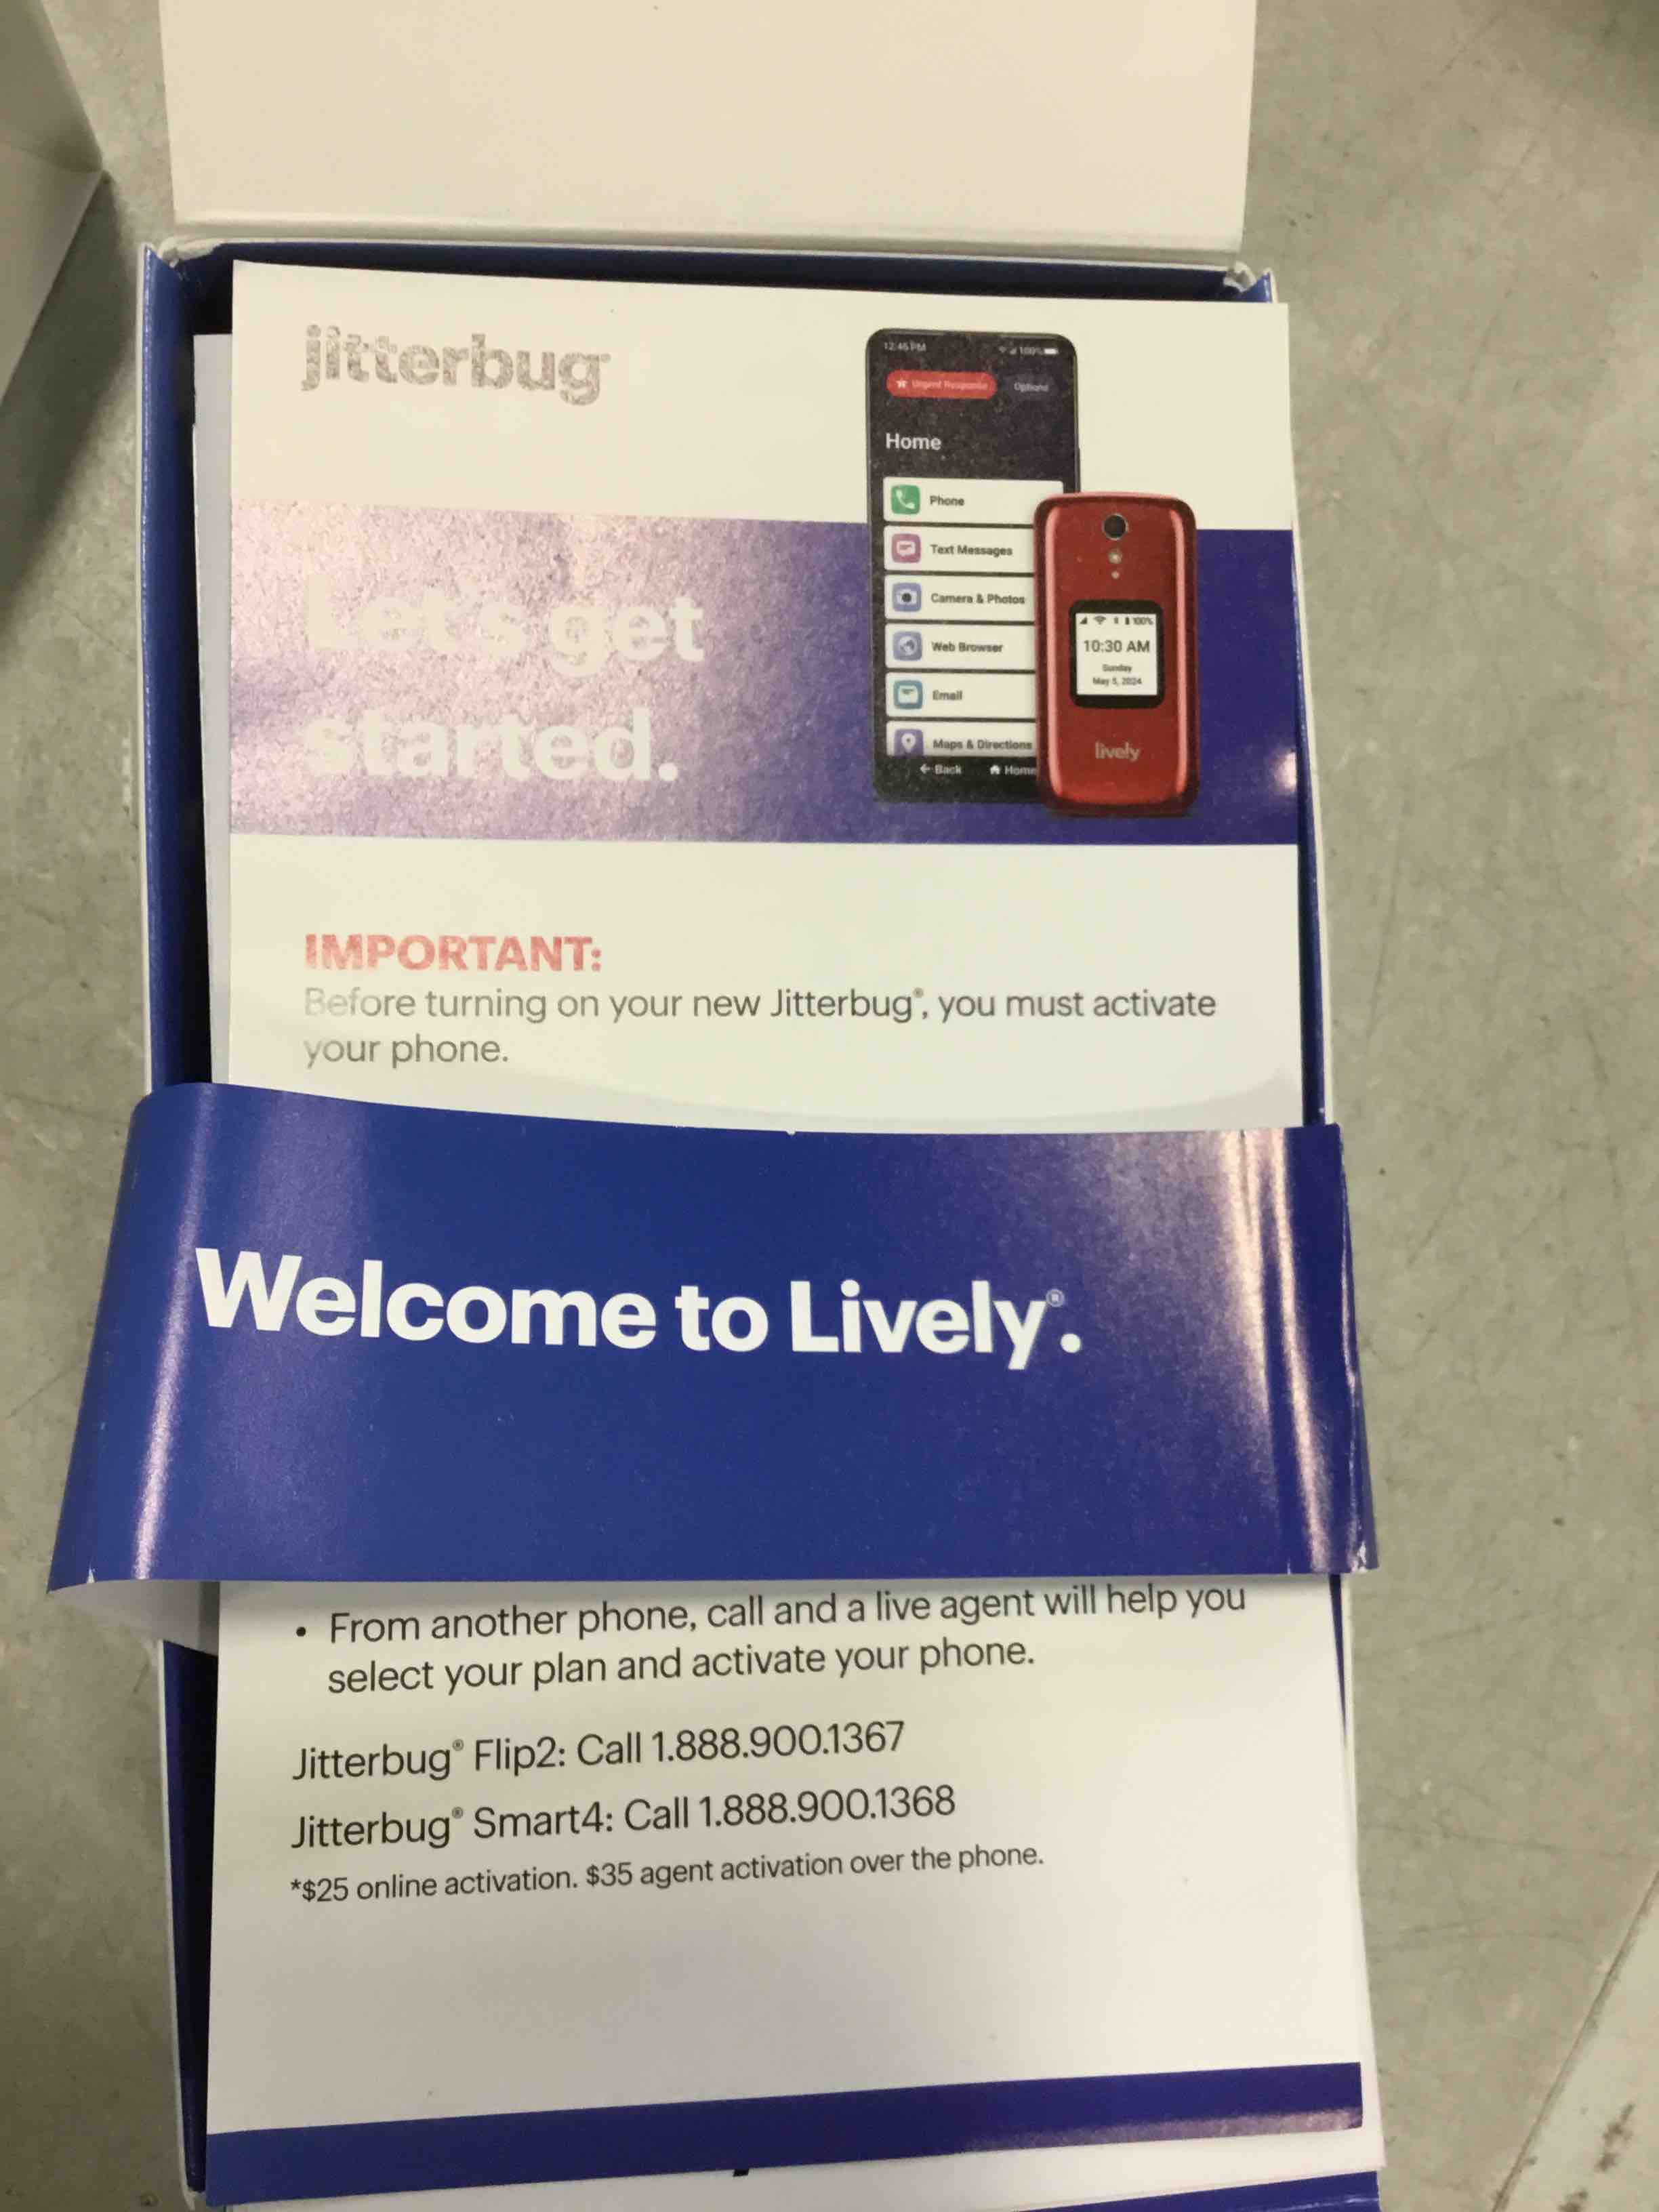 jitterbug
12:45 PM
100%
Urgent Response
Options
Home
Phone
Text Messages
Camera & Photos
Web Browser
Email
Maps & Directions
Back Home
100%
10:30 AM
Sunday
May 5, 2024
lively
Let's get
started.
IMPORTANT:
Before turning on your new Jitterbug®, you must activate
your phone.
Welcome to Lively®.
• From another phone, call and a live agent will help you
select your plan and activate your phone.
Jitterbug® Flip2: Call 1.888.900.1367
Jitterbug® Smart4: Call 1.888.900.1368
*$25 online activation. $35 agent activation over the phone.